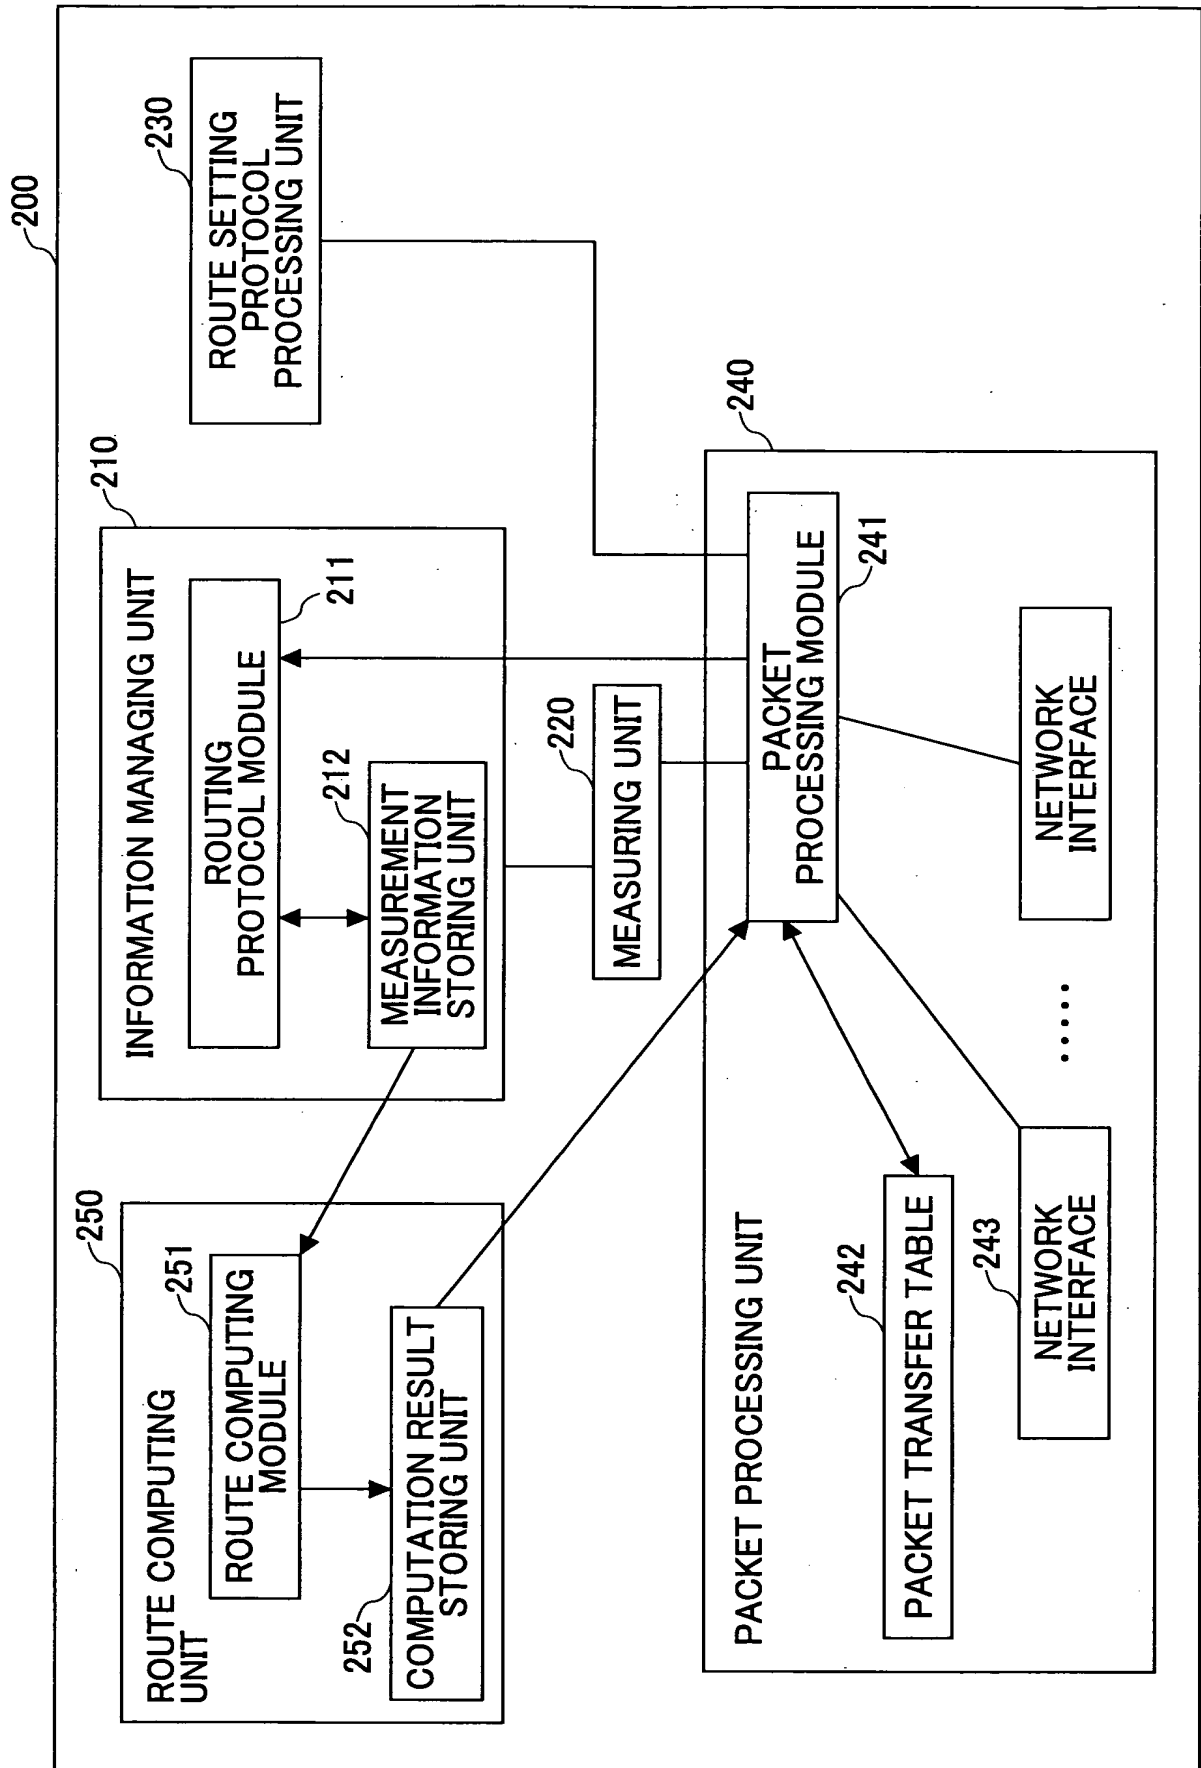 200
250
ROUTE COMPUTING
UNIT
251
ROUTE COMPUTING
MODULE
252
COMPUTATION RESULT
STORING UNIT
210
INFORMATION MANAGING UNIT
ROUTING
PROTOCOL MODULE
211
212
MEASUREMENT
INFORMATION
STORING UNIT
230
ROUTE SETTING
PROTOCOL
PROCESSING UNIT
220
MEASURING UNIT
240
PACKET PROCESSING UNIT
PACKET
PROCESSING MODULE
241
242
PACKET TRANSFER TABLE
243
NETWORK
INTERFACE
.....
NETWORK
INTERFACE